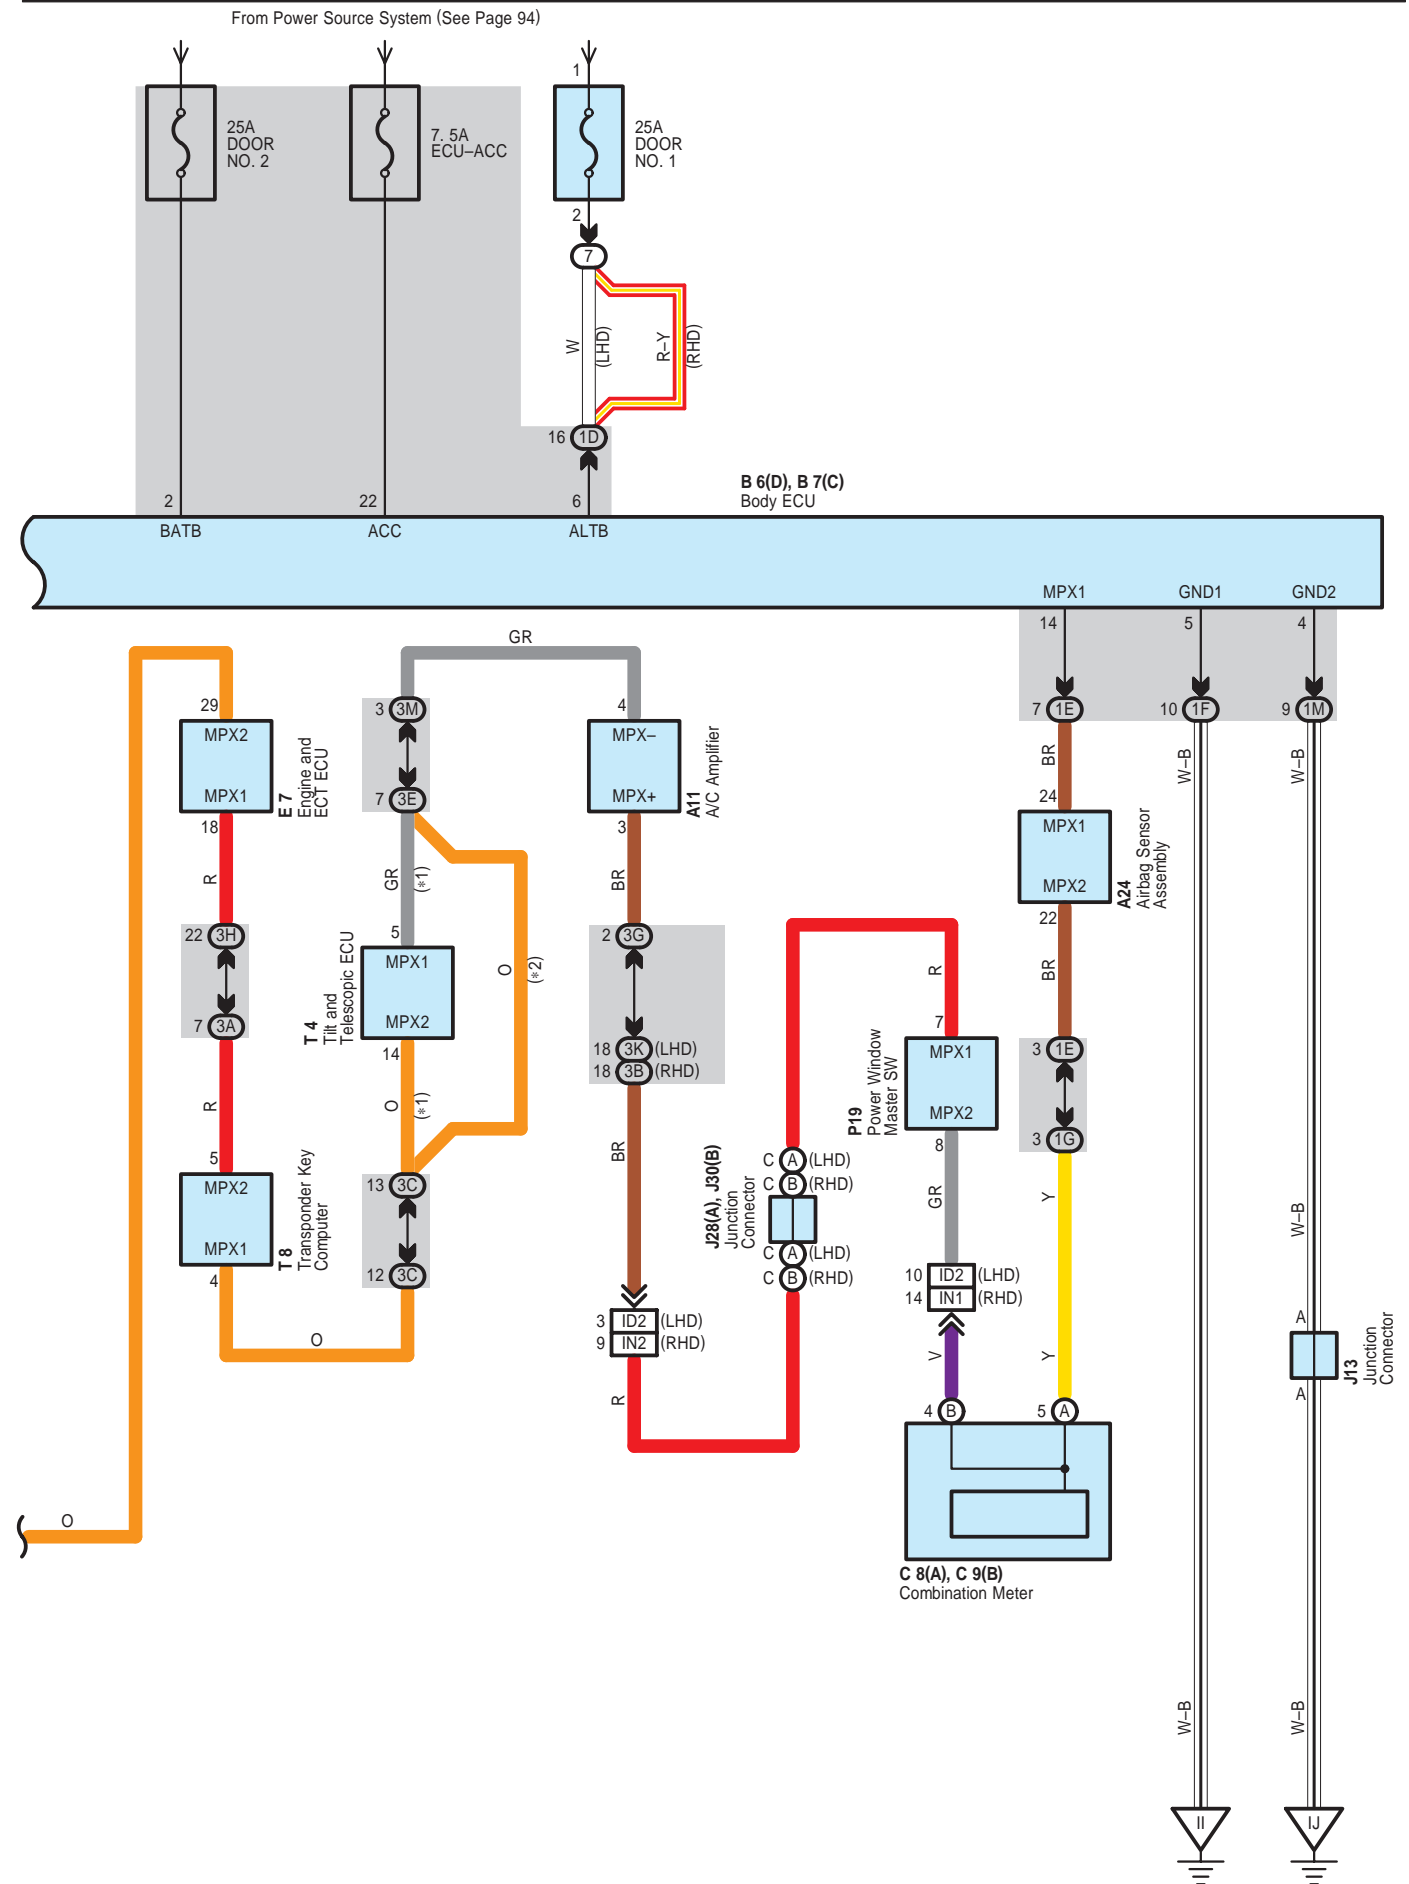 From Power Source System (See Page 94)
25A
DOOR
NO. 2
7. 5A
ECU–ACC
1
25A
DOOR
NO. 1
2
7
W
(LHD)
R–Y
(RHD)
16 1D
2
22
6
B 6(D), B 7(C)
Body ECU
BATB
ACC
ALTB
MPX1
GND1
GND2
14
5
4
GR
29
MPX2
MPX1
E 7
Engine and
ECT ECU
18
R
22 3H
7 3A
R
5
MPX2
MPX1
T 8
Transponder Key
Computer
4
O
3 3M
7 3E
GR
(*1)
5
MPX1
MPX2
T 4
Tilt and
Telescopic ECU
14
O
(*1)
O
(*2)
13 3C
12 3C
4
MPX–
MPX+
A11
A/C Amplifier
3
BR
2 3G
18 3K (LHD)
18 3B (RHD)
BR
3 ID2 (LHD)
9 IN2 (RHD)
R
C A (LHD)
C B (RHD)
J28(A), J30(B)
Junction
Connector
C A (LHD)
C B (RHD)
R
7
MPX1
MPX2
P19
Power Window
Master SW
8
GR
10 ID2 (LHD)
14 IN1 (RHD)
V
4 B
7 1E
BR
24
MPX1
MPX2
A24
Airbag Sensor
Assembly
22
BR
3 1E
3 1G
Y
Y
5 A
C 8(A), C 9(B)
Combination Meter
10 1F
W–B
W–B
II
9 1M
W–B
W–B
A
J13
Junction
Connector
A
W–B
IJ
O